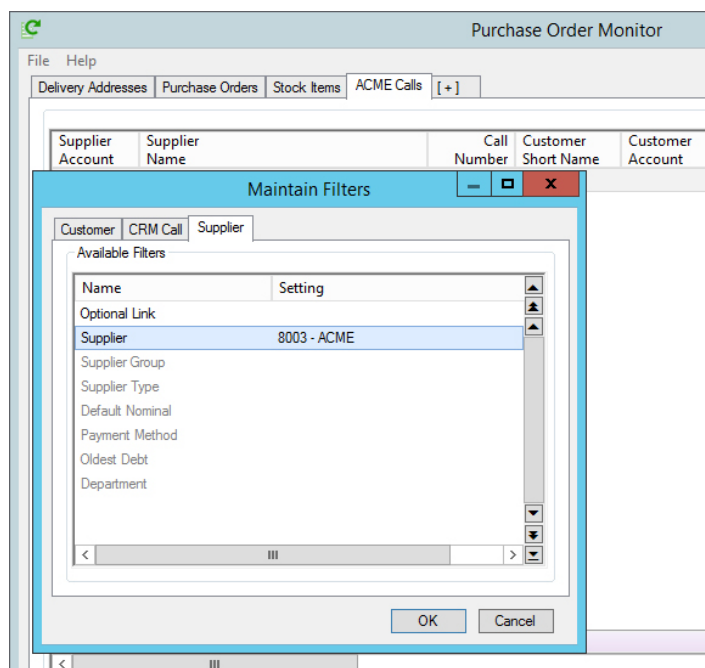 Purchase Order Monitor
File Help
Delivery Addresses Purchase Orders Stock Items ACME Calls [+]
Supplier Account Supplier Name Call Number Customer Short Name Customer Account
Maintain Filters
Customer CRM Call Supplier
Available Filters
Name Setting
Optional Link
Supplier 8003 - ACME
Supplier Group
Supplier Type
Default Nominal
Payment Method
Oldest Debt
Department
OK Cancel